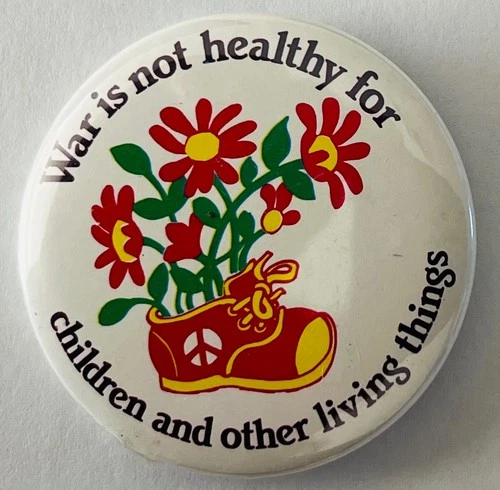 War is not healthy for
children and other living things